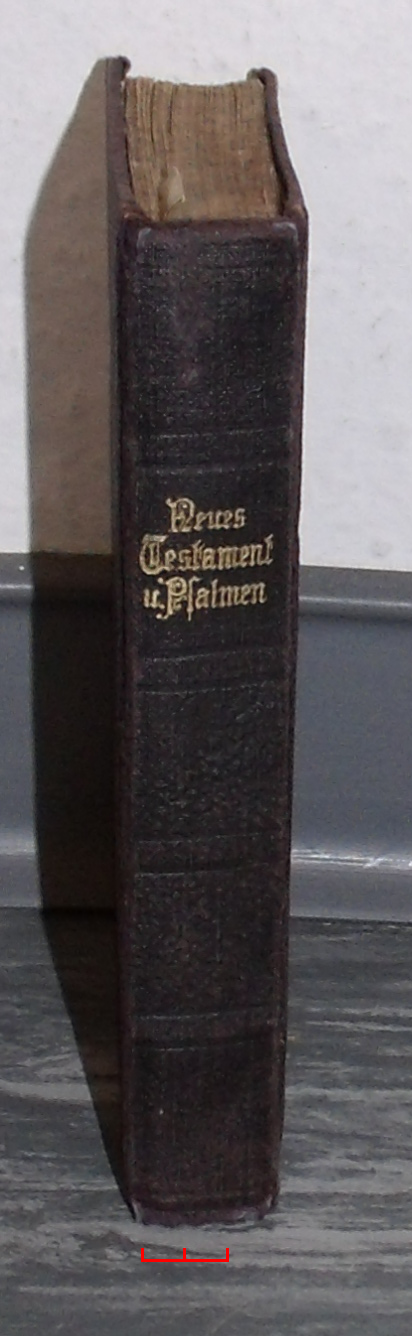 Neues
Testament
u. Psalmen